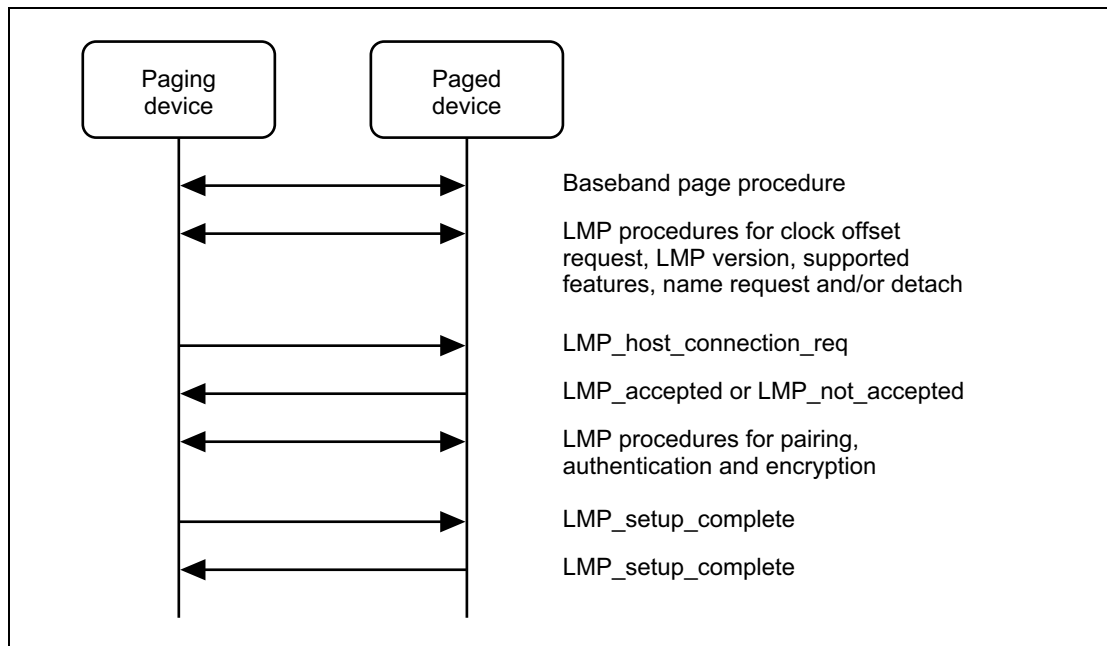 Paging
device
Paged
device
Baseband page procedure
LMP procedures for clock offset
request, LMP version, supported
features, name request and/or detach
LMP_host_connection_req
LMP_accepted or LMP_not_accepted
LMP procedures for pairing,
authentication and encryption
LMP_setup_complete
LMP_setup_complete